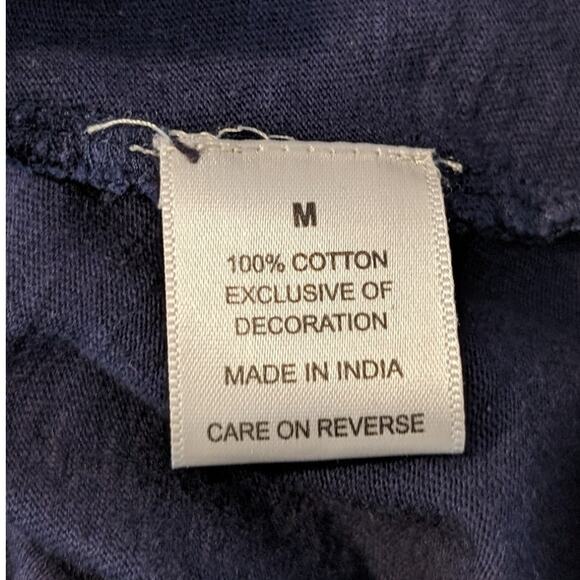 M
100% COTTON
EXCLUSIVE OF
DECORATION
MADE IN INDIA
CARE ON REVERSE